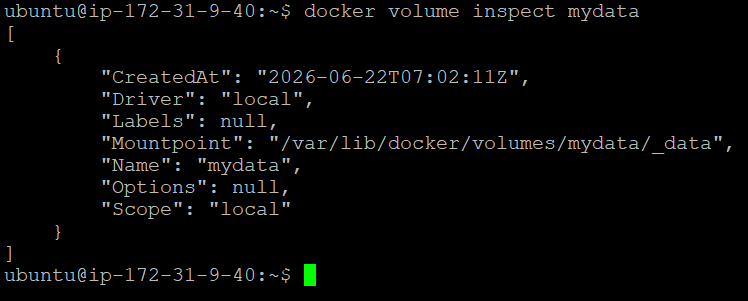 ubuntu@ip-172-31-9-40:~$ docker volume inspect mydata
[
    {
        "CreatedAt": "2026-06-22T07:02:11Z",
        "Driver": "local",
        "Labels": null,
        "Mountpoint": "/var/lib/docker/volumes/mydata/_data",
        "Name": "mydata",
        "Options": null,
        "Scope": "local"
    }
]
ubuntu@ip-172-31-9-40:~$